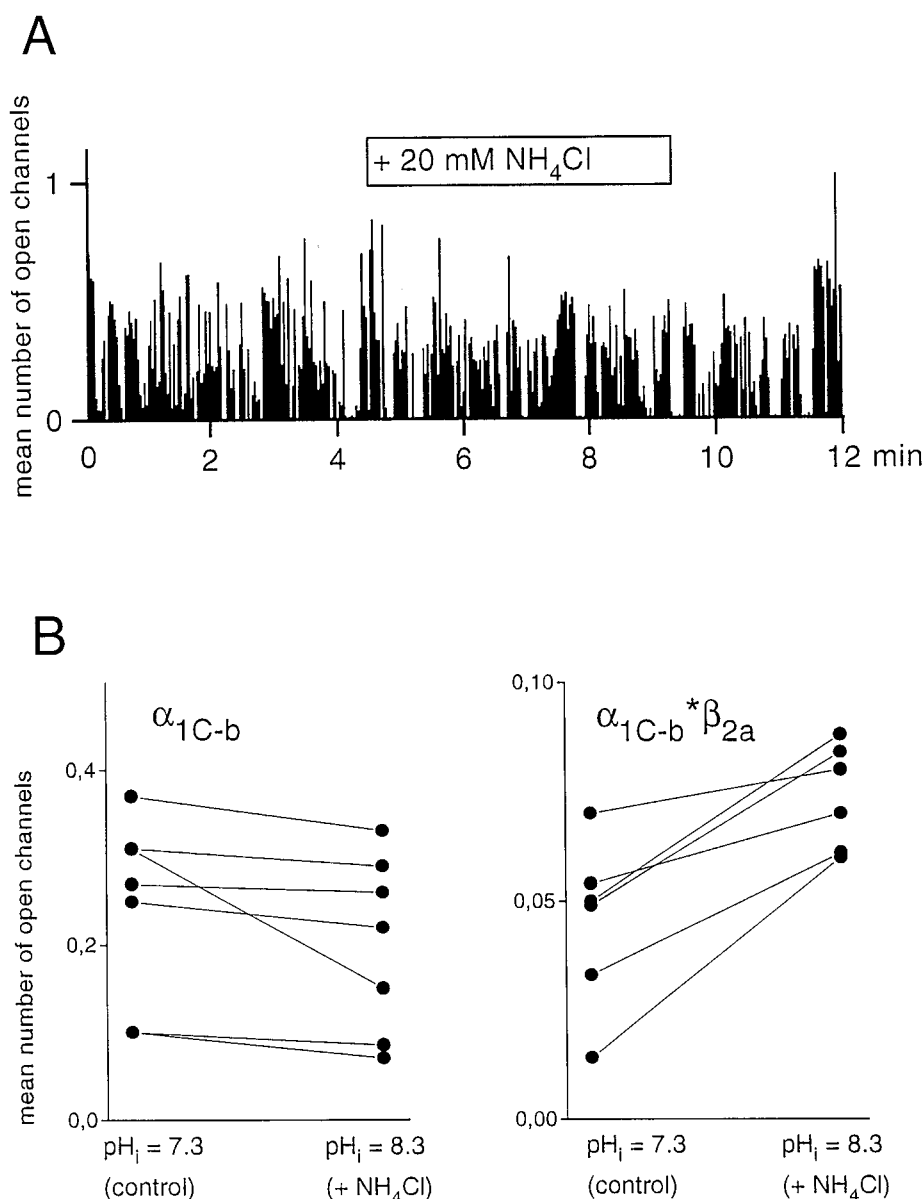 A
mean number of open channels
1
0
+ 20 mM NH₄Cl
0 2 4 6 8 10 12 min
B
mean number of open channels
α₁C-b
0,4
0,2
0,0
pHᵢ = 7.3 pHᵢ = 8.3
(control) (+ NH₄Cl)
α₁C-b*β₂a
0,10
0,05
0,00
pHᵢ = 7.3 pHᵢ = 8.3
(control) (+ NH₄Cl)